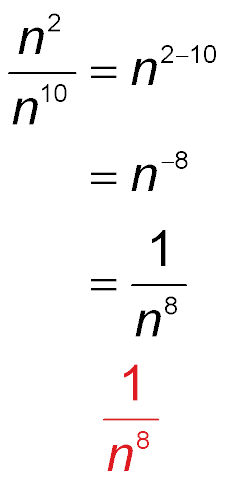 n²/n¹⁰ = n²⁻¹⁰
= n⁻⁸
= 1/n⁸
1/n⁸